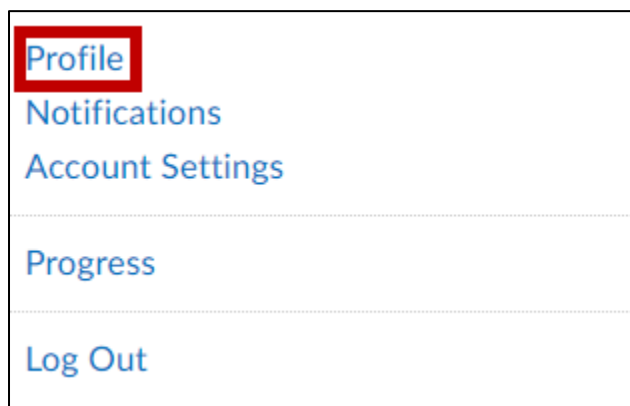 Profile
Notifications
Account Settings
Progress
Log Out